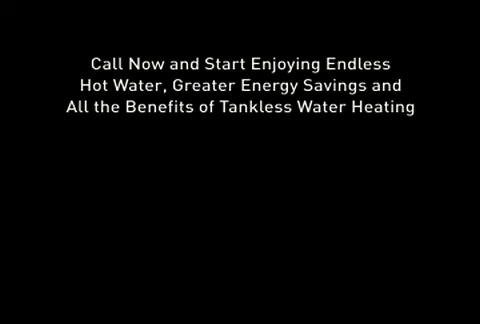 Call Now and Start Enjoying Endless
Hot Water, Greater Energy Savings and
All the Benefits of Tankless Water Heating